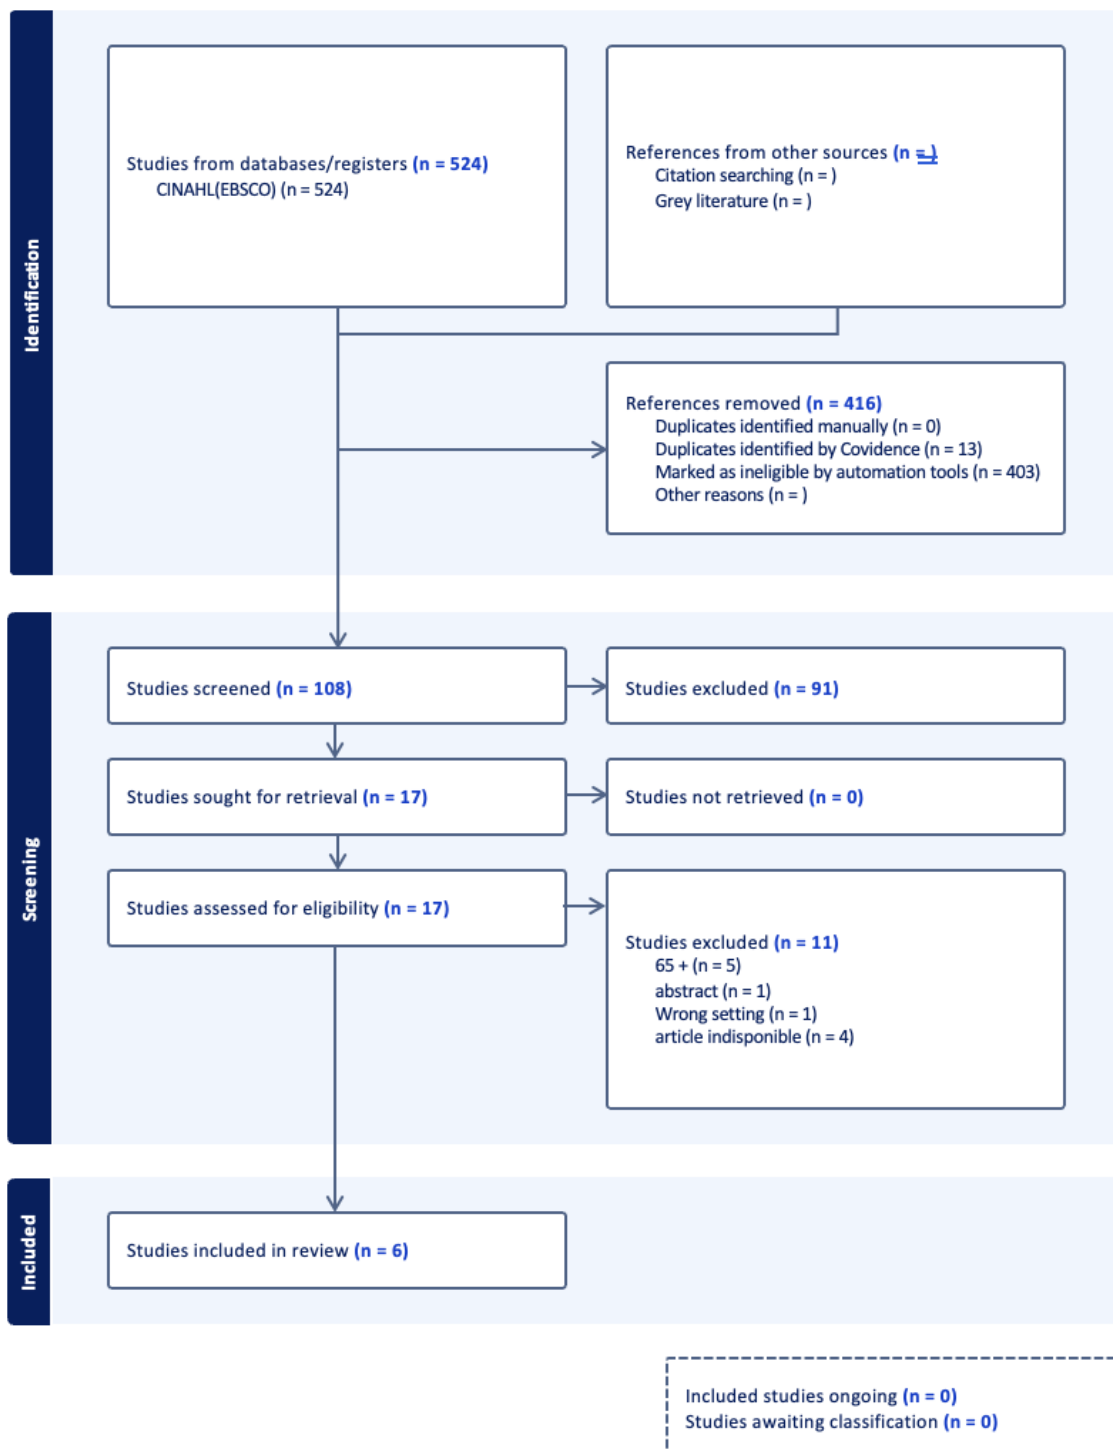 Identification
Studies from databases/registers (n = 524)
CINAHL(EBSCO) (n = 524)
References from other sources (n = )
Citation searching (n = )
Grey literature (n = )
References removed (n = 416)
Duplicates identified manually (n = 0)
Duplicates identified by Covidence (n = 13)
Marked as ineligible by automation tools (n = 403)
Other reasons (n = )
Screening
Studies screened (n = 108)
Studies excluded (n = 91)
Studies sought for retrieval (n = 17)
Studies not retrieved (n = 0)
Studies assessed for eligibility (n = 17)
Studies excluded (n = 11)
65 + (n = 5)
abstract (n = 1)
Wrong setting (n = 1)
article indisponible (n = 4)
Included
Studies included in review (n = 6)
Included studies ongoing (n = 0)
Studies awaiting classification (n = 0)